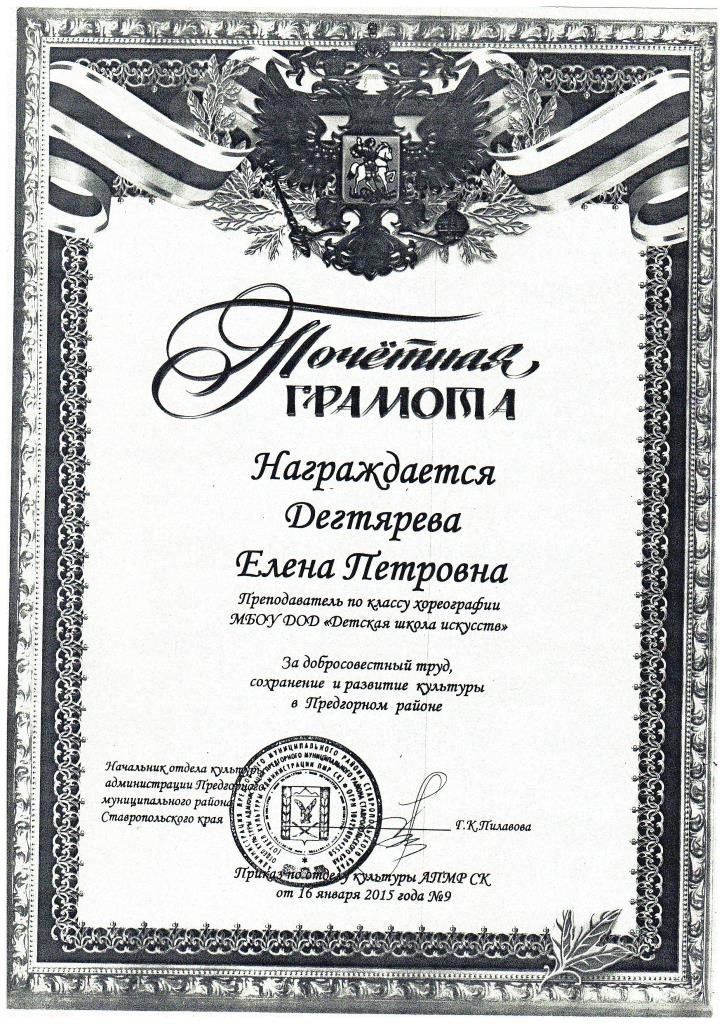 Почётная
ГРАМОТА
Награждается
Дегтярева
Елена Петровна
Преподаватель по классу хореографии
МБОУ ДОД «Детская школа искусств»
За добросовестный труд,
сохранение и развитие культуры
в Предгорном районе
Начальник отдела культуры
администрации Предгорного
муниципального района
Ставропольского края
Г.К.Пилавова
Приказ по отделу культуры АПМР СК
от 16 января 2015 года №9